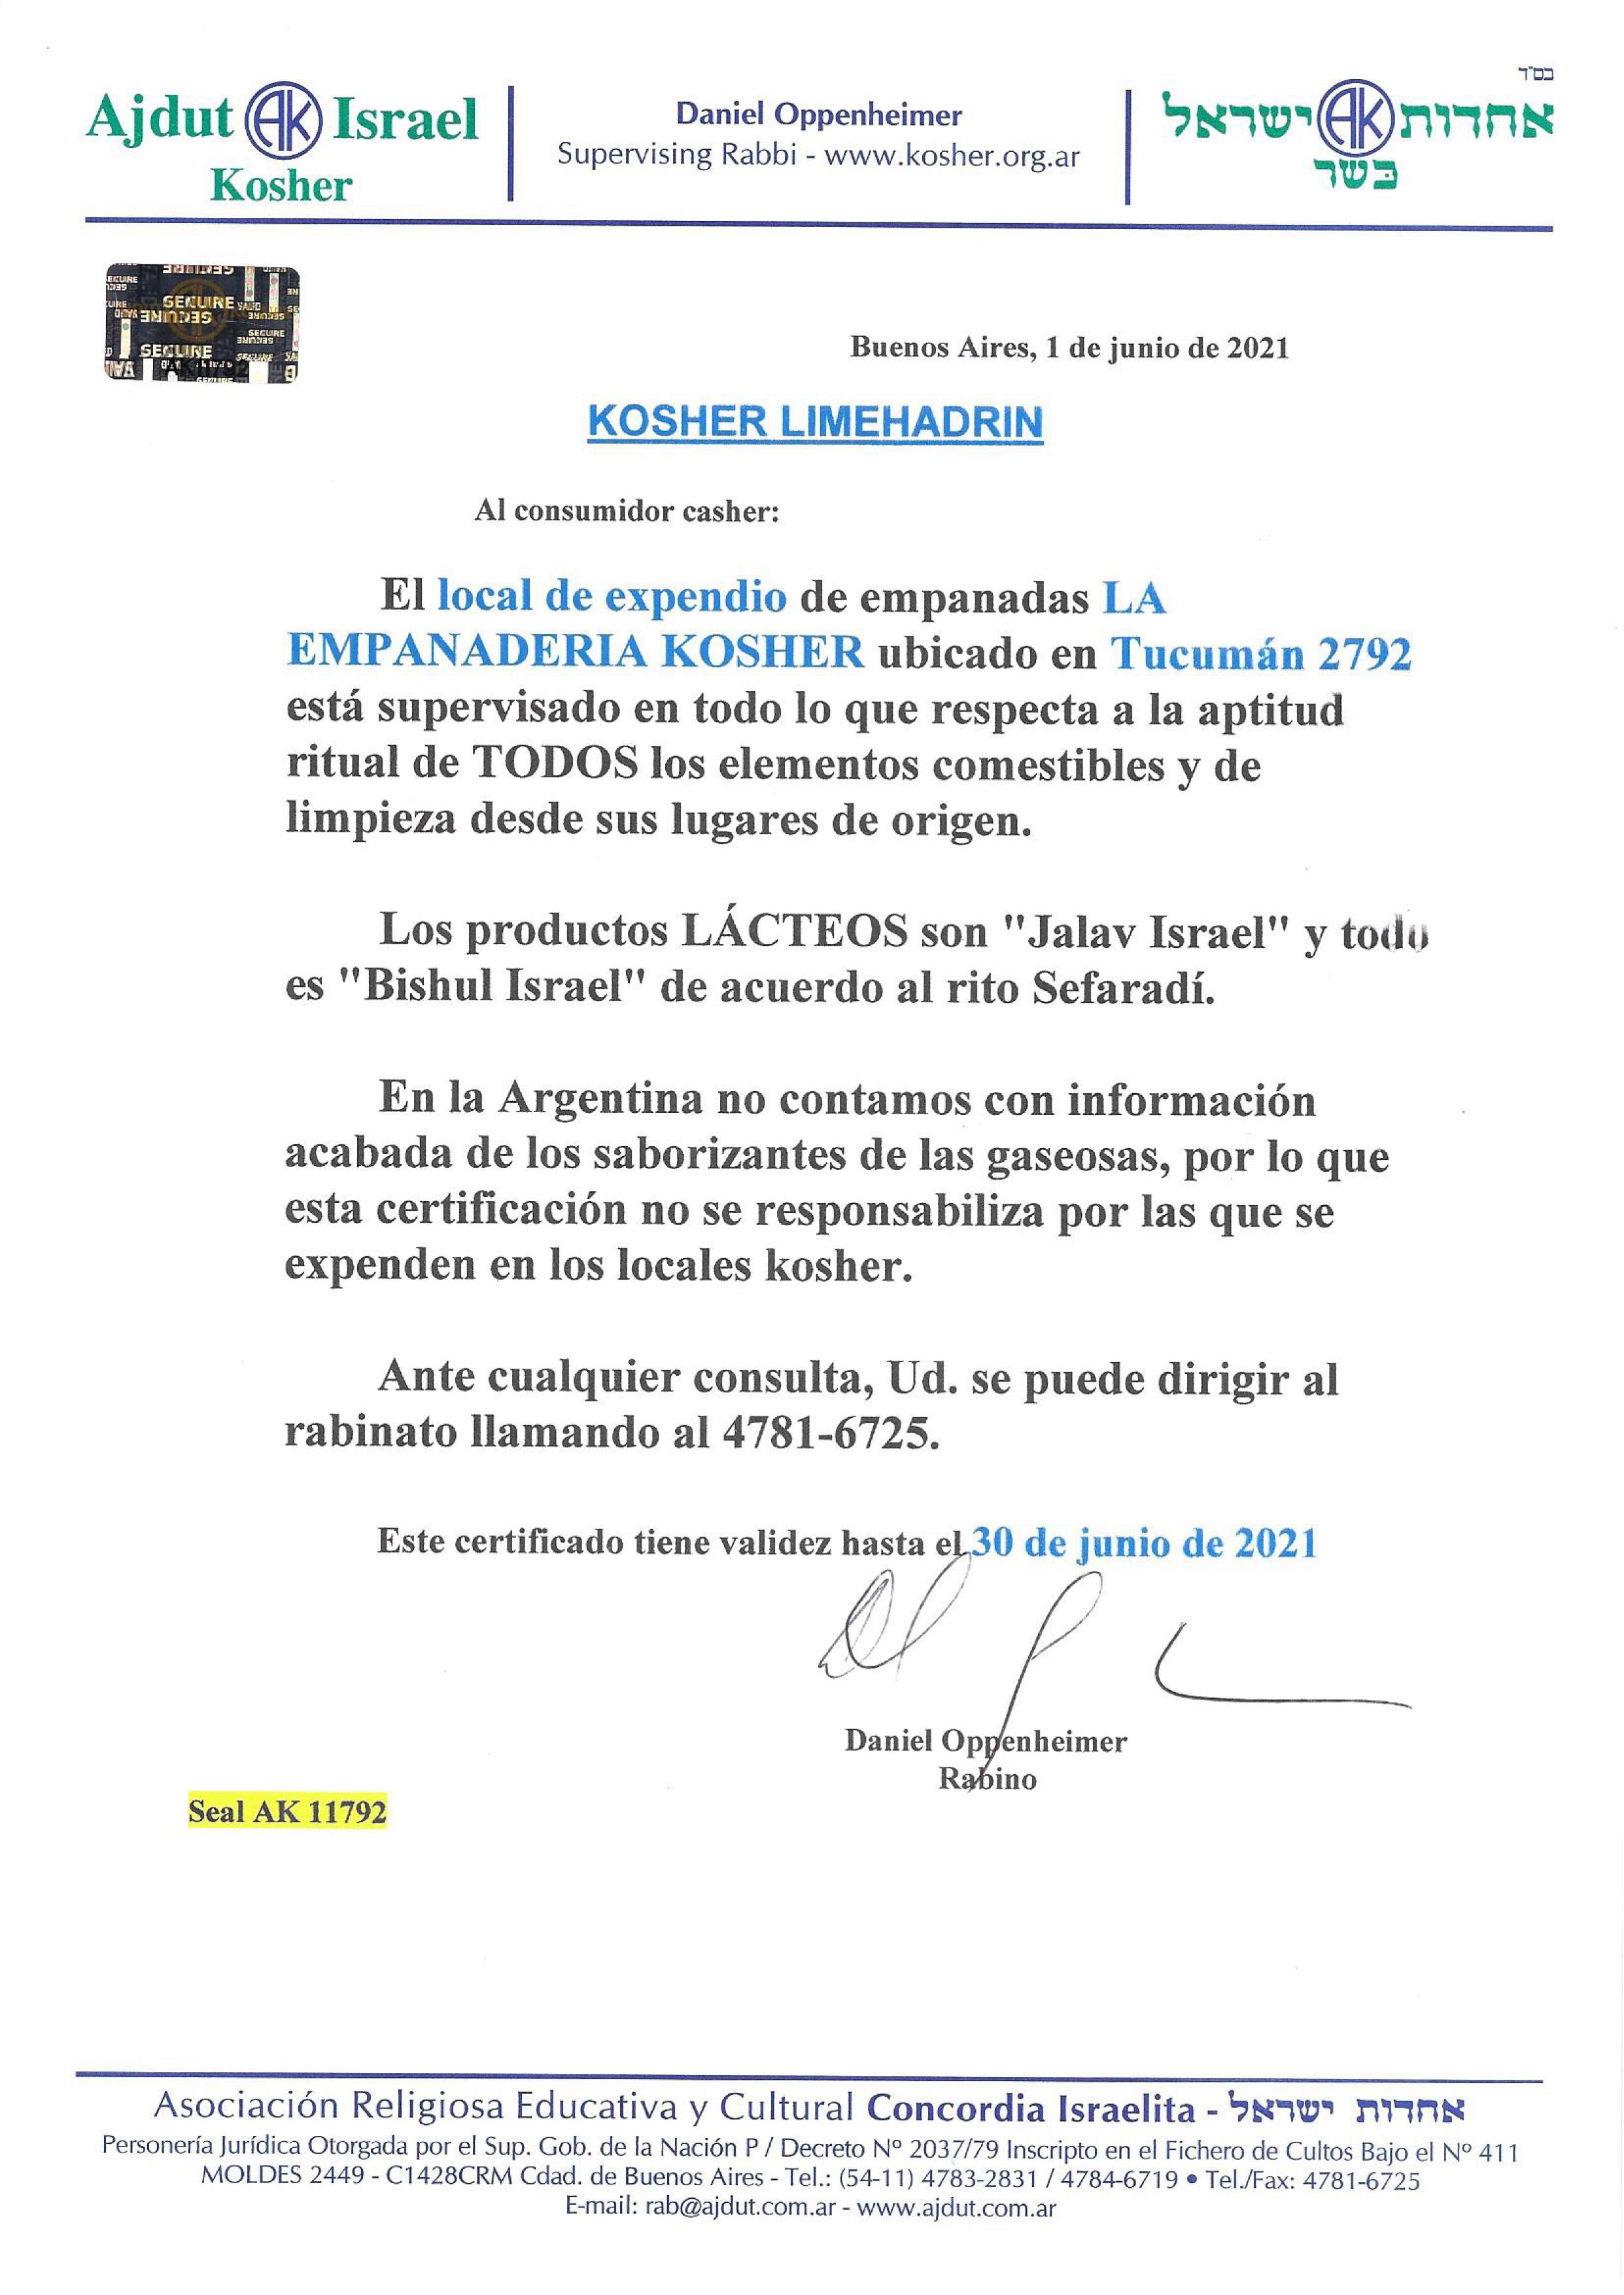 בס"ד
Ajdut AK Israel
Kosher
Daniel Oppenheimer
Supervising Rabbi - www.kosher.org.ar
אחדות AK ישראל
כשר
SECURE
SECURE
SECURE
Buenos Aires, 1 de junio de 2021
KOSHER LIMEHADRIN
Al consumidor casher:
El local de expendio de empanadas LA
EMPANADERIA KOSHER ubicado en Tucumán 2792
está supervisado en todo lo que respecta a la aptitud
ritual de TODOS los elementos comestibles y de
limpieza desde sus lugares de origen.
Los productos LÁCTEOS son "Jalav Israel" y todo
es "Bishul Israel" de acuerdo al rito Sefaradí.
En la Argentina no contamos con información
acabada de los saborizantes de las gaseosas, por lo que
esta certificación no se responsabiliza por las que se
expenden en los locales kosher.
Ante cualquier consulta, Ud. se puede dirigir al
rabinato llamando al 4781-6725.
Este certificado tiene validez hasta el 30 de junio de 2021
Daniel Oppenheimer
Rabino
Seal AK 11792
Asociación Religiosa Educativa y Cultural Concordia Israelita - אחדות ישראל
Personería Jurídica Otorgada por el Sup. Gob. de la Nación P / Decreto Nº 2037/79 Inscripto en el Fichero de Cultos Bajo el Nº 411
MOLDES 2449 - C1428CRM Cdad. de Buenos Aires - Tel.: (54-11) 4783-2831 / 4784-6719 • Tel./Fax: 4781-6725
E-mail: rab@ajdut.com.ar - www.ajdut.com.ar